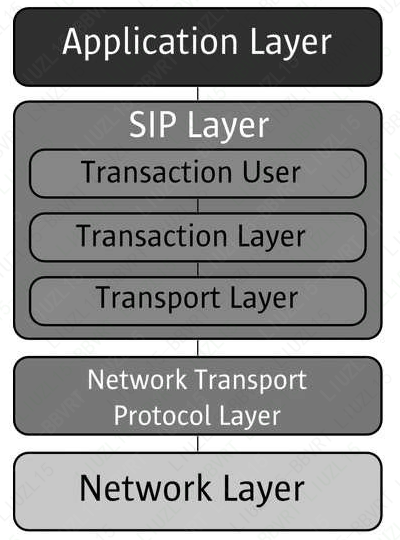 Application Layer
SIP Layer
Transaction User
Transaction Layer
Transport Layer
Network Transport
Protocol Layer
Network Layer